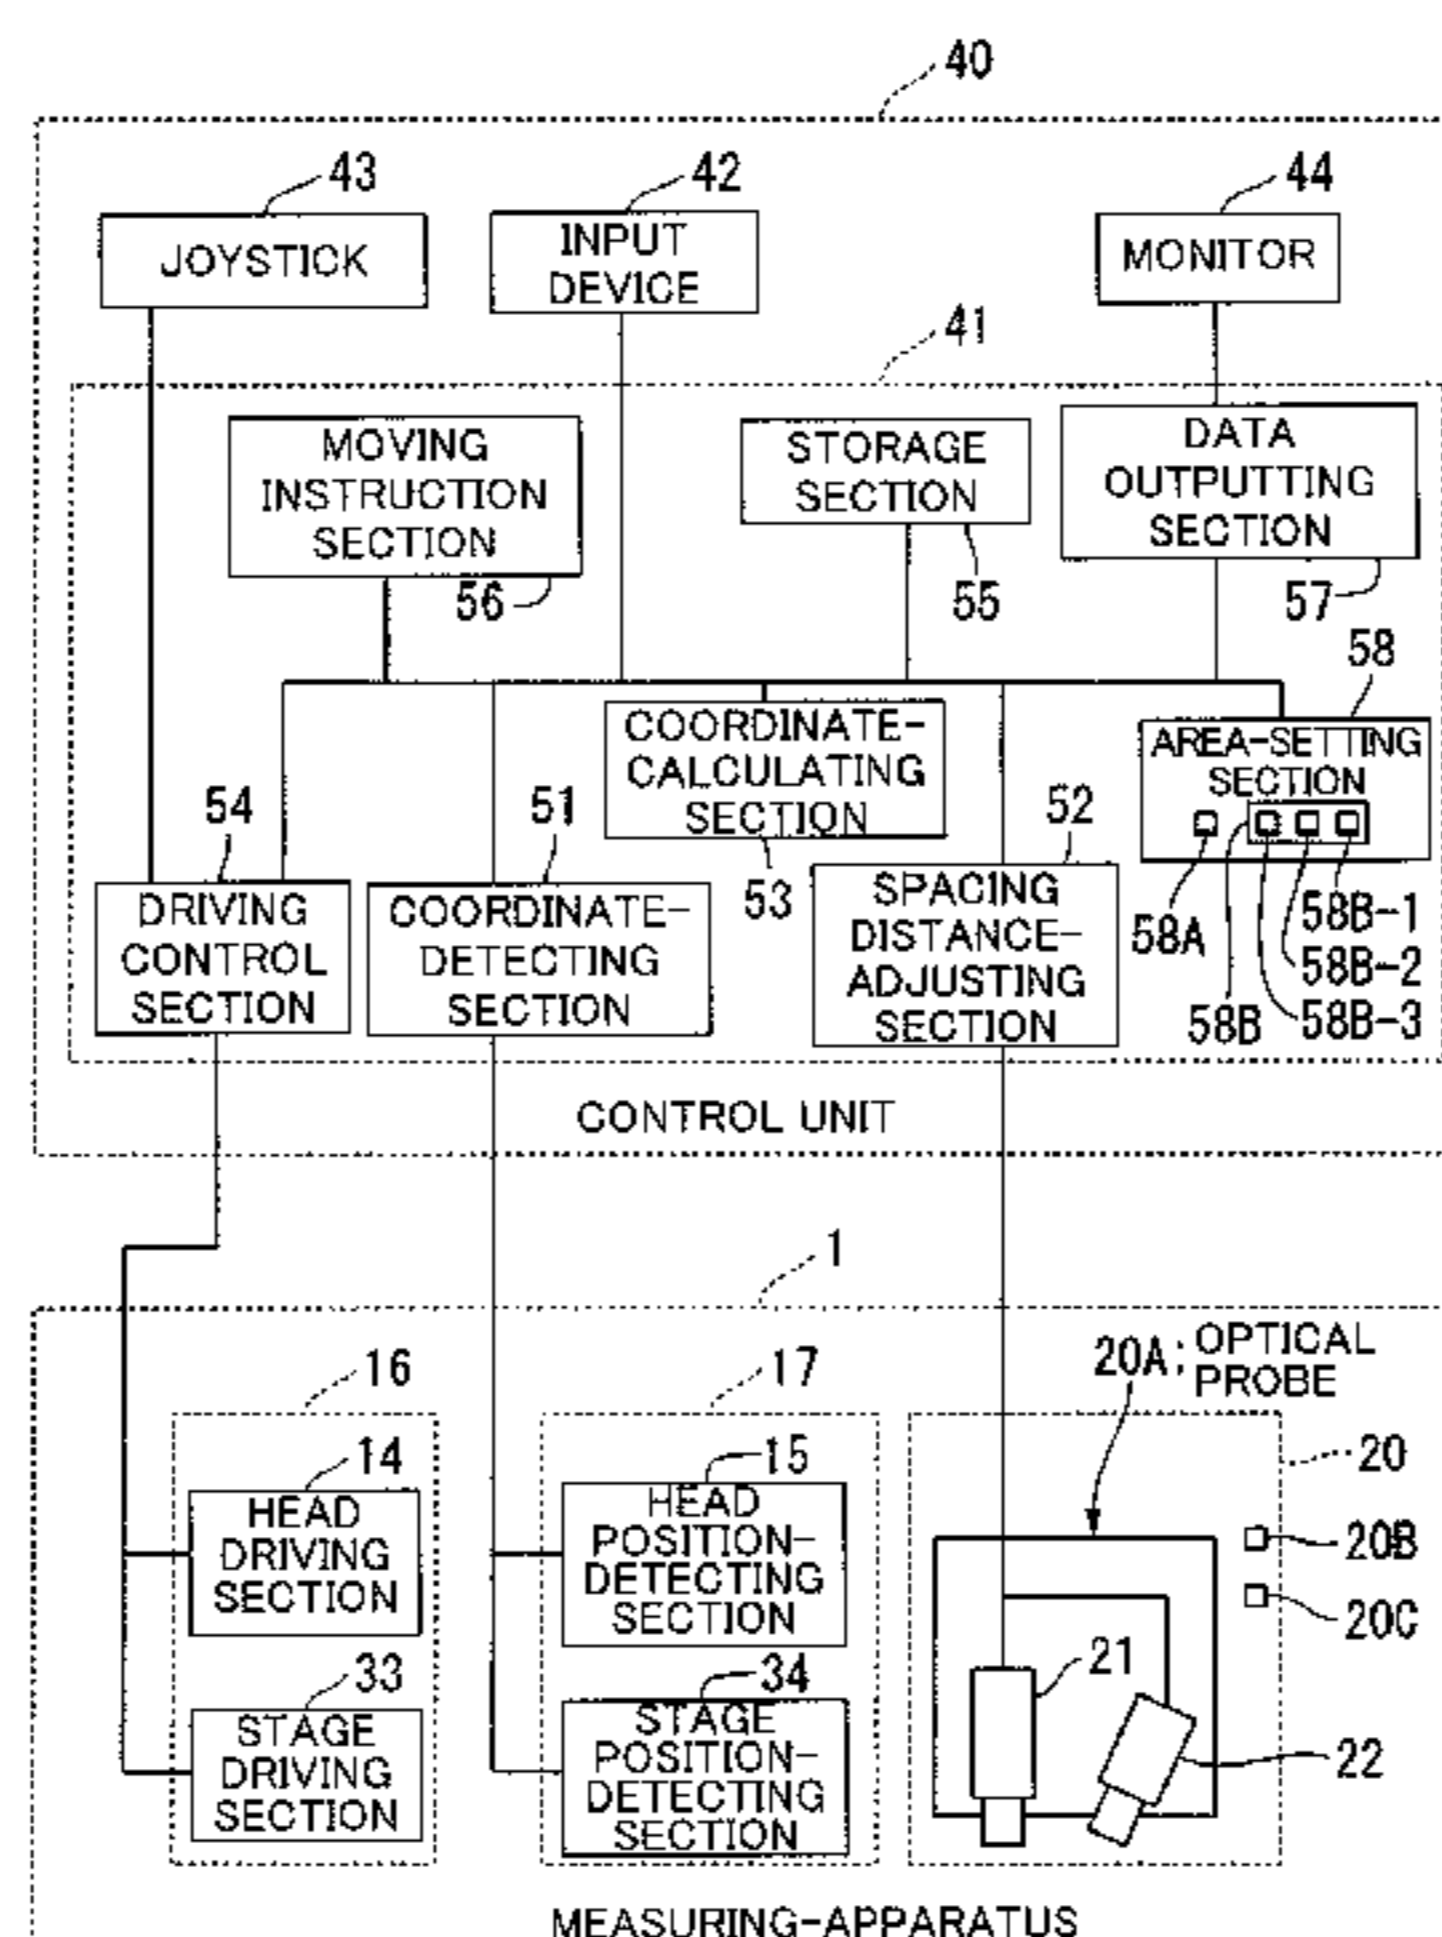 40
43
42
44
JOYSTICK
INPUT
DEVICE
MONITOR
41
MOVING
INSTRUCTION
SECTION
56
STORAGE
SECTION
55
DATA
OUTPUTTING
SECTION
57
58
COORDINATE-
CALCULATING
SECTION
53
AREA-SETTING
SECTION
58A
58B
58B-1
58B-2
58B-3
54
51
52
DRIVING
CONTROL
SECTION
COORDINATE-
DETECTING
SECTION
SPACING
DISTANCE-
ADJUSTING
SECTION
CONTROL UNIT
1
16
17
20A:OPTICAL
PROBE
14
HEAD
DRIVING
SECTION
15
HEAD
POSITION-
DETECTING
SECTION
20
20B
20C
33
STAGE
DRIVING
SECTION
34
STAGE
POSITION-
DETECTING
SECTION
21
22
MEASURING-APPARATUS